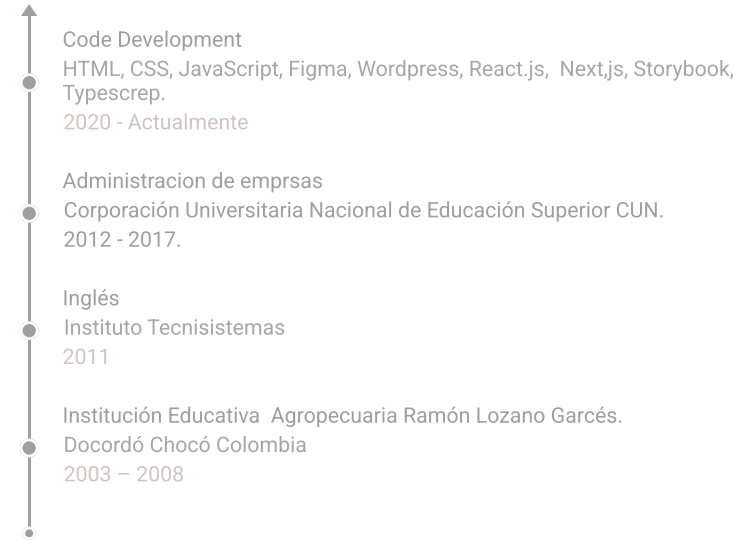 Code Development
HTML, CSS, JavaScript, Figma, Wordpress, React.js,  Next,js, Storybook,
Typescrep.
2020 - Actualmente
Administracion de emprsas
Corporación Universitaria Nacional de Educación Superior CUN.
2012 - 2017.
Inglés
Instituto Tecnisistemas
2011
Institución Educativa  Agropecuaria Ramón Lozano Garcés.
Docordó Chocó Colombia
2003 – 2008